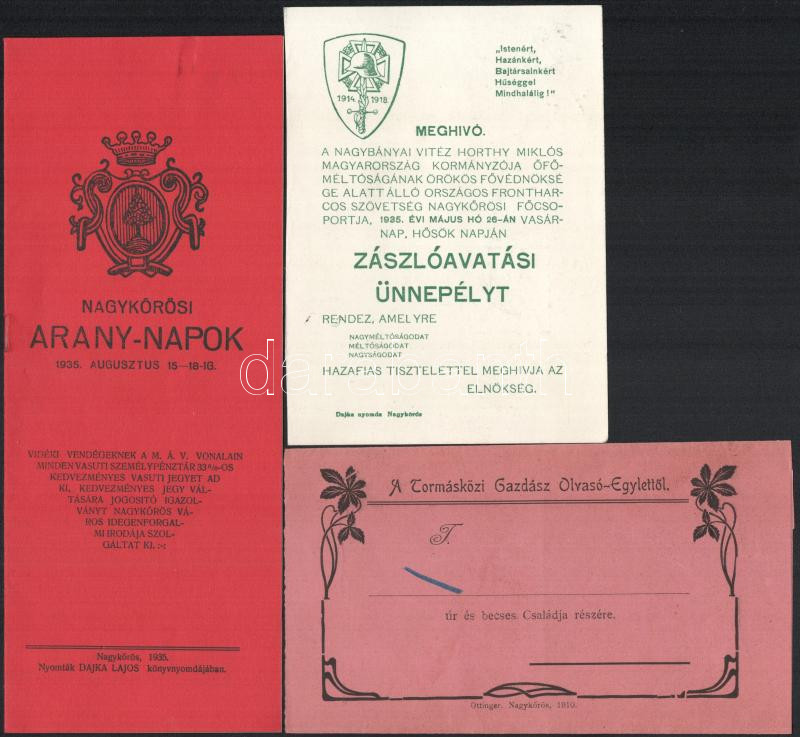 NAGYKŐRÖSI
ARANY-NAPOK
1935. AUGUSZTUS 15—18-IG.
VIDÉKI VENDÉGEKNEK A M. Á. V. VONALAIN
MINDEN VASUTI SZEMÉLYPÉNZTÁR 33%-OS
KEDVEZMÉNYES VASUTI JEGYET AD
KI, KEDVEZMÉNYES JEGY VÁL-
TÁSÁRA JOGOSITÓ IGAZOL-
VÁNYT NAGYKŐRÖS VÁ-
ROS IDEGENFORGAL-
MI IRODÁJA SZOL-
GÁLTAT KI. :-:
Nagykőrös, 1935.
Nyomták DAJKA LAJOS könyvnyomdájában.
1914. 1918.
„Istenért,
Hazánkért,
Bajtársainkért
Hűséggel
Mindhalálig!"
MEGHIVÓ.
A NAGYBÁNYAI VITÉZ HORTHY MIKLÓS
MAGYARORSZÁG KORMÁNYZÓJA ŐFŐ-
MÉLTÓSÁGÁNAK ÖRÖKÖS FŐVÉDNÖKSÉ
GE ALATT ÁLLÓ ORSZÁGOS FRONTHAR-
COS SZÖVETSÉG NAGYKŐRÖSI FŐCSO-
PORTJA, 1935. ÉVI MÁJUS HÓ 26-ÁN VASÁR-
NAP, HŐSÖK NAPJÁN
ZÁSZLÓAVATÁSI
ÜNNEPÉLYT
RENDEZ, AMELYRE
NAGYMÉLTÓSÁGODAT
MÉLTÓSÁGODAT
NAGYSÁGODAT
HAZAFIAS TISZTELETTEL MEGHIVJA AZ
ELNÖKSÉG.
Dajka nyomda Nagykőrös
darabanth
A Tormásközi Gazdász Olvasó-Egylettől.
T.
úr és becses Családja részére.
Ottinger, Nagykőrös, 1910.